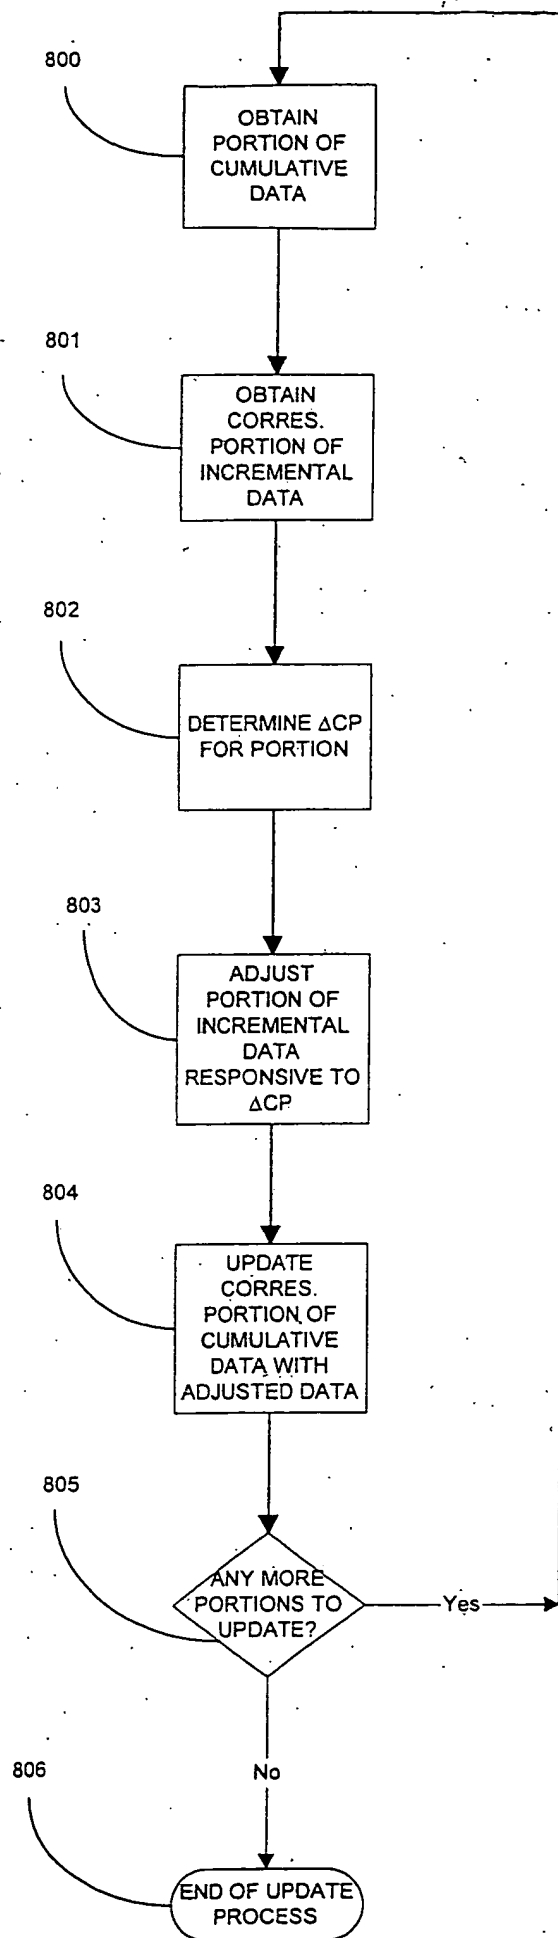 800
OBTAIN
PORTION OF
CUMULATIVE
DATA
801
OBTAIN
CORRES.
PORTION OF
INCREMENTAL
DATA
802
DETERMINE ΔCP
FOR PORTION
803
ADJUST
PORTION OF
INCREMENTAL
DATA
RESPONSIVE TO
ΔCP
804
UPDATE
CORRES.
PORTION OF
CUMULATIVE
DATA WITH
ADJUSTED DATA
805
ANY MORE
PORTIONS TO
UPDATE?
Yes
No
806
END OF UPDATE
PROCESS